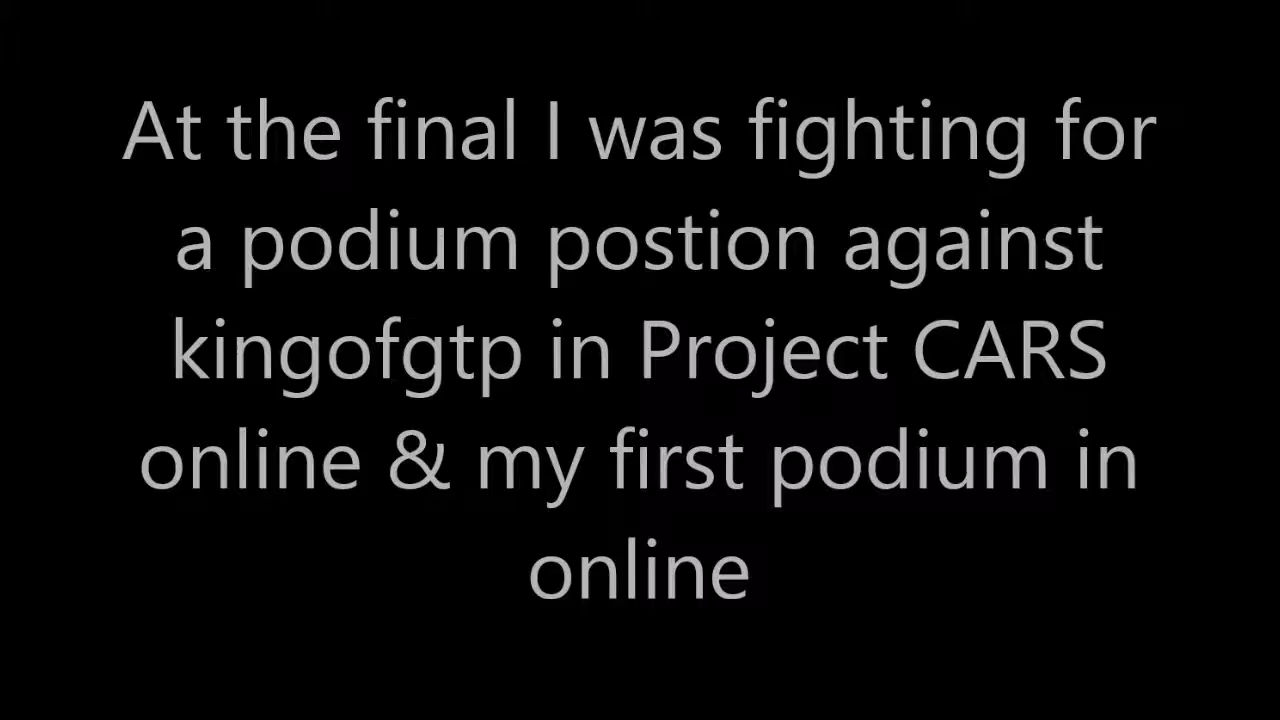 At the final I was fighting for
a podium postion against
kingofgtp in Project CARS
online & my first podium in
online